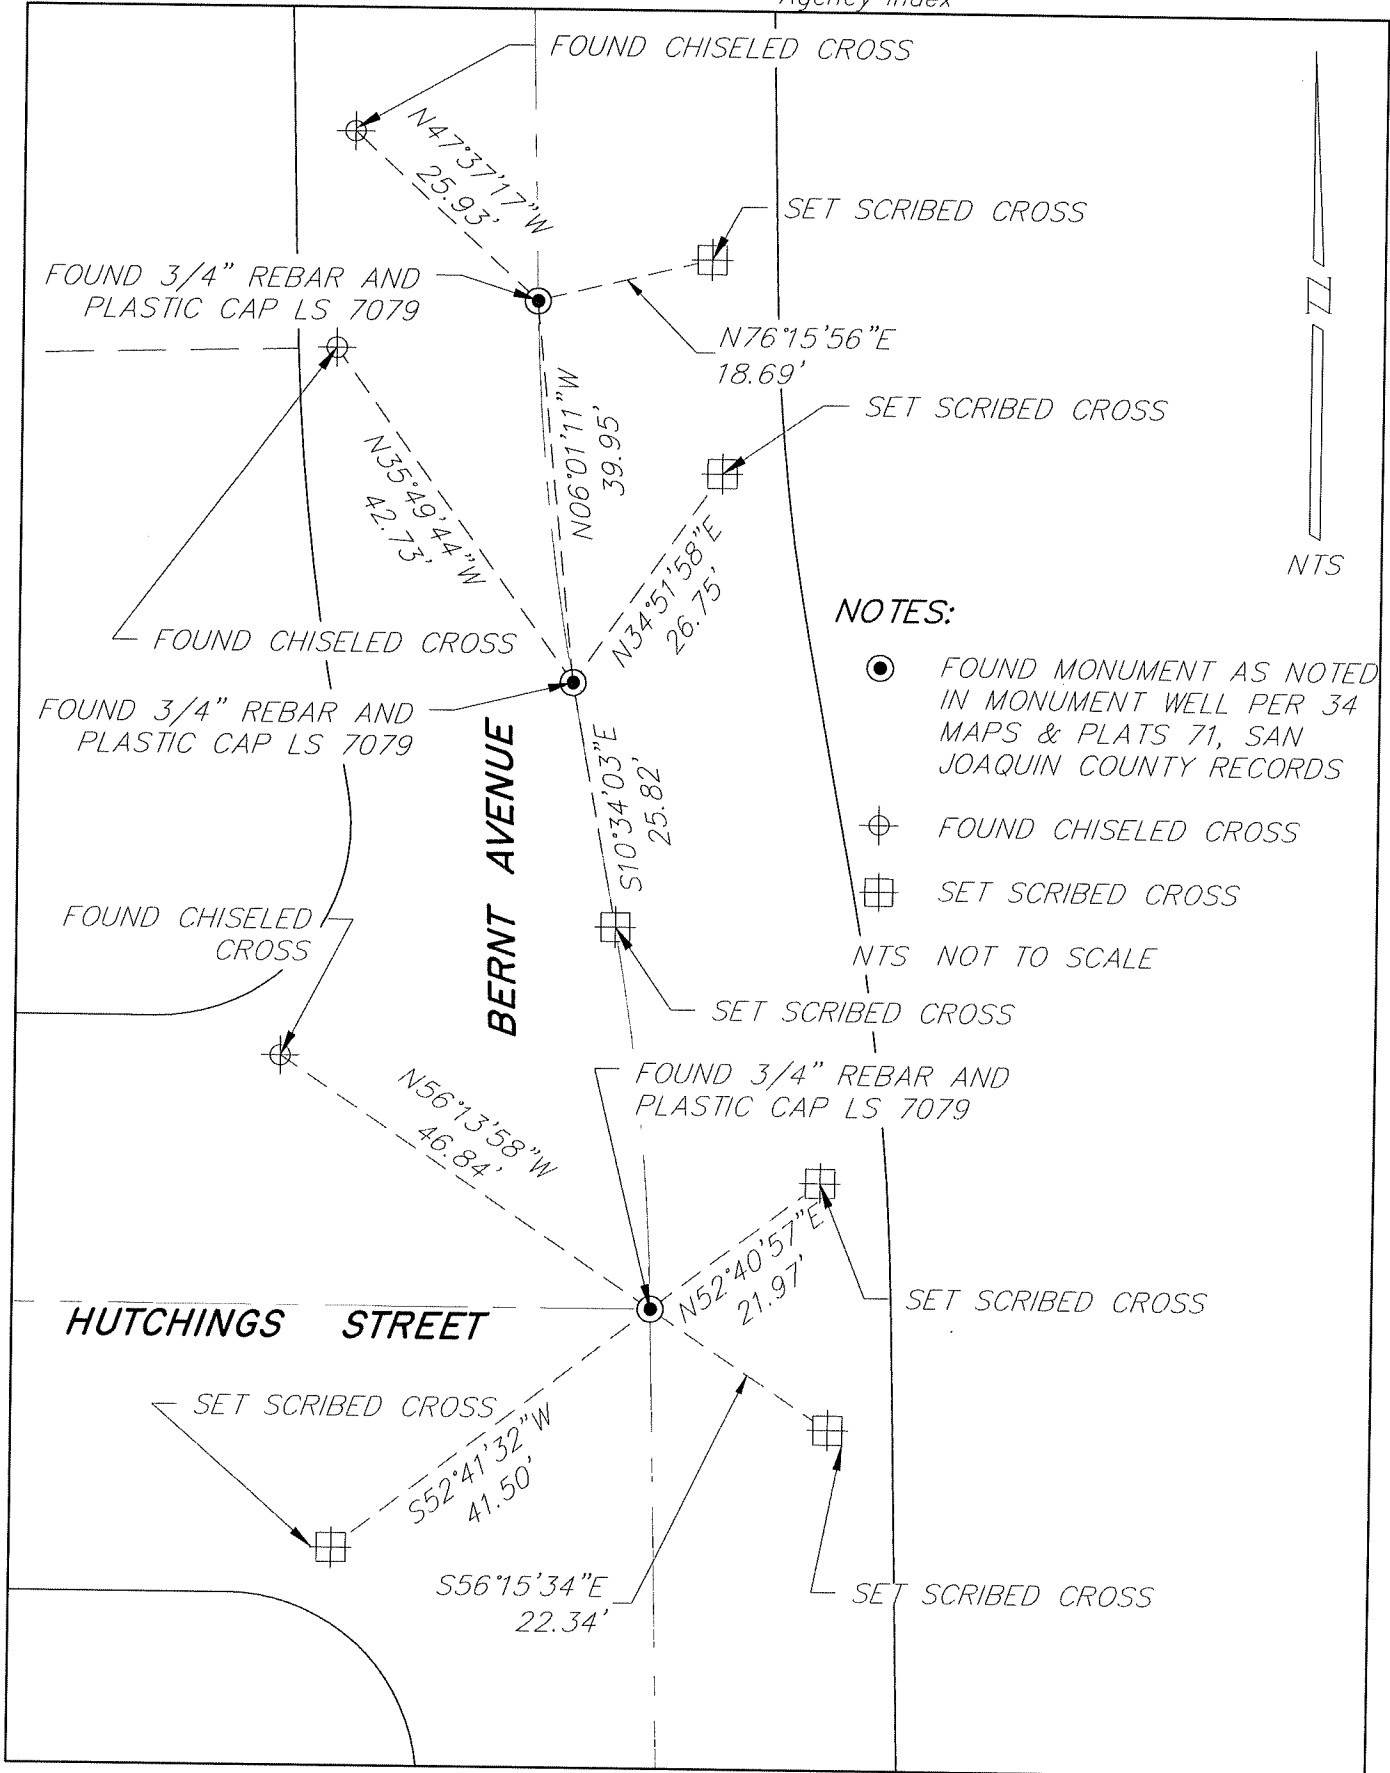 Agency Index
FOUND CHISELED CROSS
N47°37'17"W
25.93'
SET SCRIBED CROSS
FOUND 3/4" REBAR AND
PLASTIC CAP LS 7079
N76°15'56"E
18.69'
N06°01'11"W
39.95'
SET SCRIBED CROSS
N35°49'44"W
42.73'
N34°51'58"E
26.75'
N
NTS
FOUND CHISELED CROSS
FOUND 3/4" REBAR AND
PLASTIC CAP LS 7079
NOTES:
FOUND MONUMENT AS NOTED
IN MONUMENT WELL PER 34
MAPS & PLATS 71, SAN
JOAQUIN COUNTY RECORDS
FOUND CHISELED CROSS
SET SCRIBED CROSS
NTS NOT TO SCALE
BERNT AVENUE
S10°34'03"E
25.82'
FOUND CHISELED
CROSS
SET SCRIBED CROSS
FOUND 3/4" REBAR AND
PLASTIC CAP LS 7079
N56°13'58"W
46.84'
N52°40'57"E
21.97'
SET SCRIBED CROSS
HUTCHINGS STREET
SET SCRIBED CROSS
S52°41'32"W
41.50'
S56°15'34"E
22.34'
SET SCRIBED CROSS